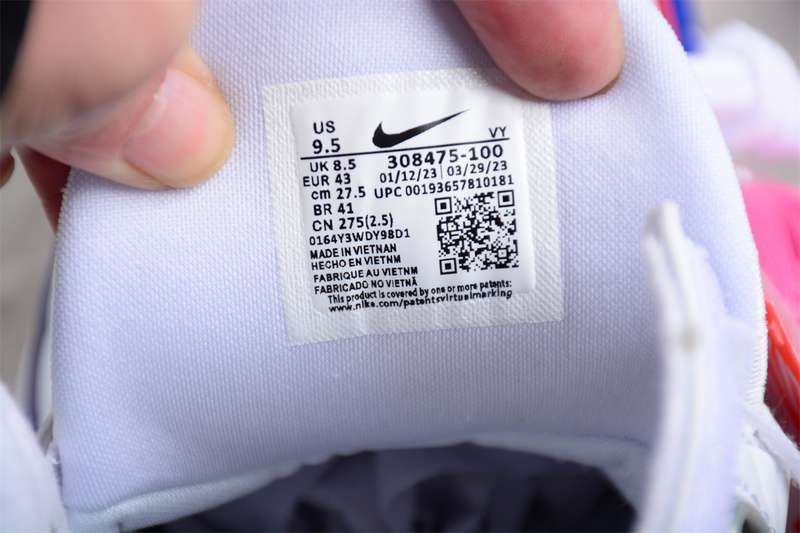 US
9.5
VY
UK 8.5
308475-100
EUR 43
01/12/23 03/29/23
cm 27.5
UPC 00193657810181
BR 41
CN 275(2.5)
0164Y3WDY98D1
MADE IN VIETNAN
HECHO EN VIETNM
FABRIQUE AU VIETNM
FABRICADO NO VIETNÃ
This product is covered by one or more patents:
www.nike.com/patentsvirtualmarking